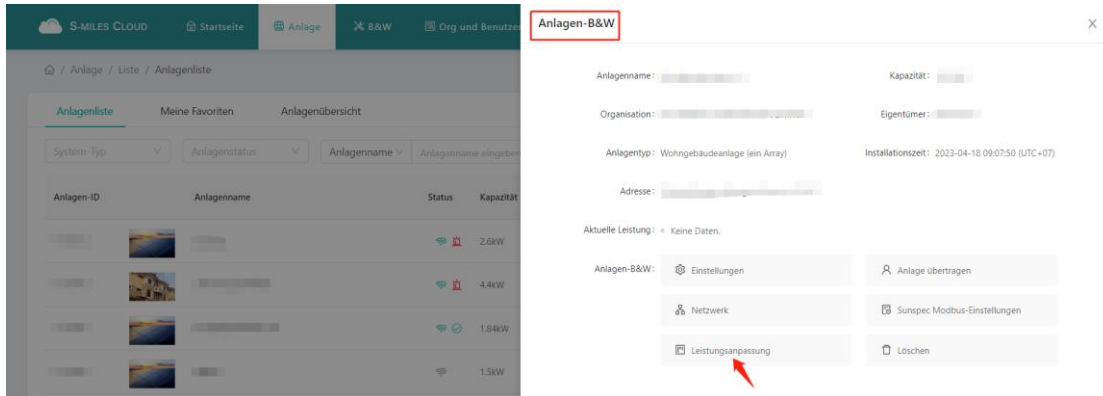 S-MILES CLOUD
Startseite
Anlage
B&W
Org und Benutzer
/ Anlage / Liste / Anlagenliste
Anlagenliste
Meine Favoriten
Anlagenübersicht
System-Typ
Anlagenstatus
Anlagenname
Anlagenname eingeben
Anlagen-ID
Anlagenname
Status
Kapazität
2.6kW
4.4kW
1.84kW
1.5kW
Anlagen-B&W
Anlagenname:
Kapazität:
Organisation:
Eigentümer:
Anlagentyp: Wohngebäudeanlage (ein Array)
Installationszeit: 2023-04-18 09:07:50 (UTC+07)
Adresse:
Aktuelle Leistung: Keine Daten.
Anlagen-B&W:
Einstellungen
Anlage übertragen
Netzwerk
Sunspec Modbus-Einstellungen
Leistungsanpassung
Löschen